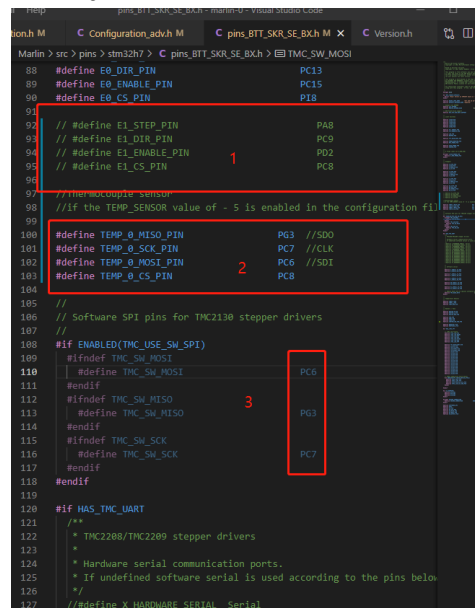 Help pins_BTT_SKR_SE_BX.h - marlin-0 - Visual Studio Code
tion.h M C Configuration_adv.h M C pins_BTT_SKR_SE_BX.h M X C Version.h
Marlin > src > pins > stm32h7 > C pins_BTT_SKR_SE_BX.h > TMC_SW_MOSI
88 #define E0_DIR_PIN PC13
89 #define E0_ENABLE_PIN PC15
90 #define E0_CS_PIN PI8
91
92 // #define E1_STEP_PIN PA8
93 // #define E1_DIR_PIN PC9
94 // #define E1_ENABLE_PIN PD2
95 // #define E1_CS_PIN PC8
1
96
97 //Thermocouple sensor
98 //if the TEMP_SENSOR value of - 5 is enabled in the configuration fil
99
100 #define TEMP_0_MISO_PIN PG3 //SDO
101 #define TEMP_0_SCK_PIN PC7 //CLK
102 #define TEMP_0_MOSI_PIN PC6 //SDI
103 #define TEMP_0_CS_PIN PC8
2
104
105 //
106 // Software SPI pins for TMC2130 stepper drivers
107 //
108 #if ENABLED(TMC_USE_SW_SPI)
109 #ifndef TMC_SW_MOSI
110 #define TMC_SW_MOSI PC6
111 #endif
112 #ifndef TMC_SW_MISO
113 #define TMC_SW_MISO PG3
3
114 #endif
115 #ifndef TMC_SW_SCK
116 #define TMC_SW_SCK PC7
117 #endif
118 #endif
119
120 #if HAS_TMC_UART
121 /**
122 * TMC2208/TMC2209 stepper drivers
123 *
124 * Hardware serial communication ports.
125 * If undefined software serial is used according to the pins below
126 */
127 //#define X_HARDWARE_SERIAL Serial